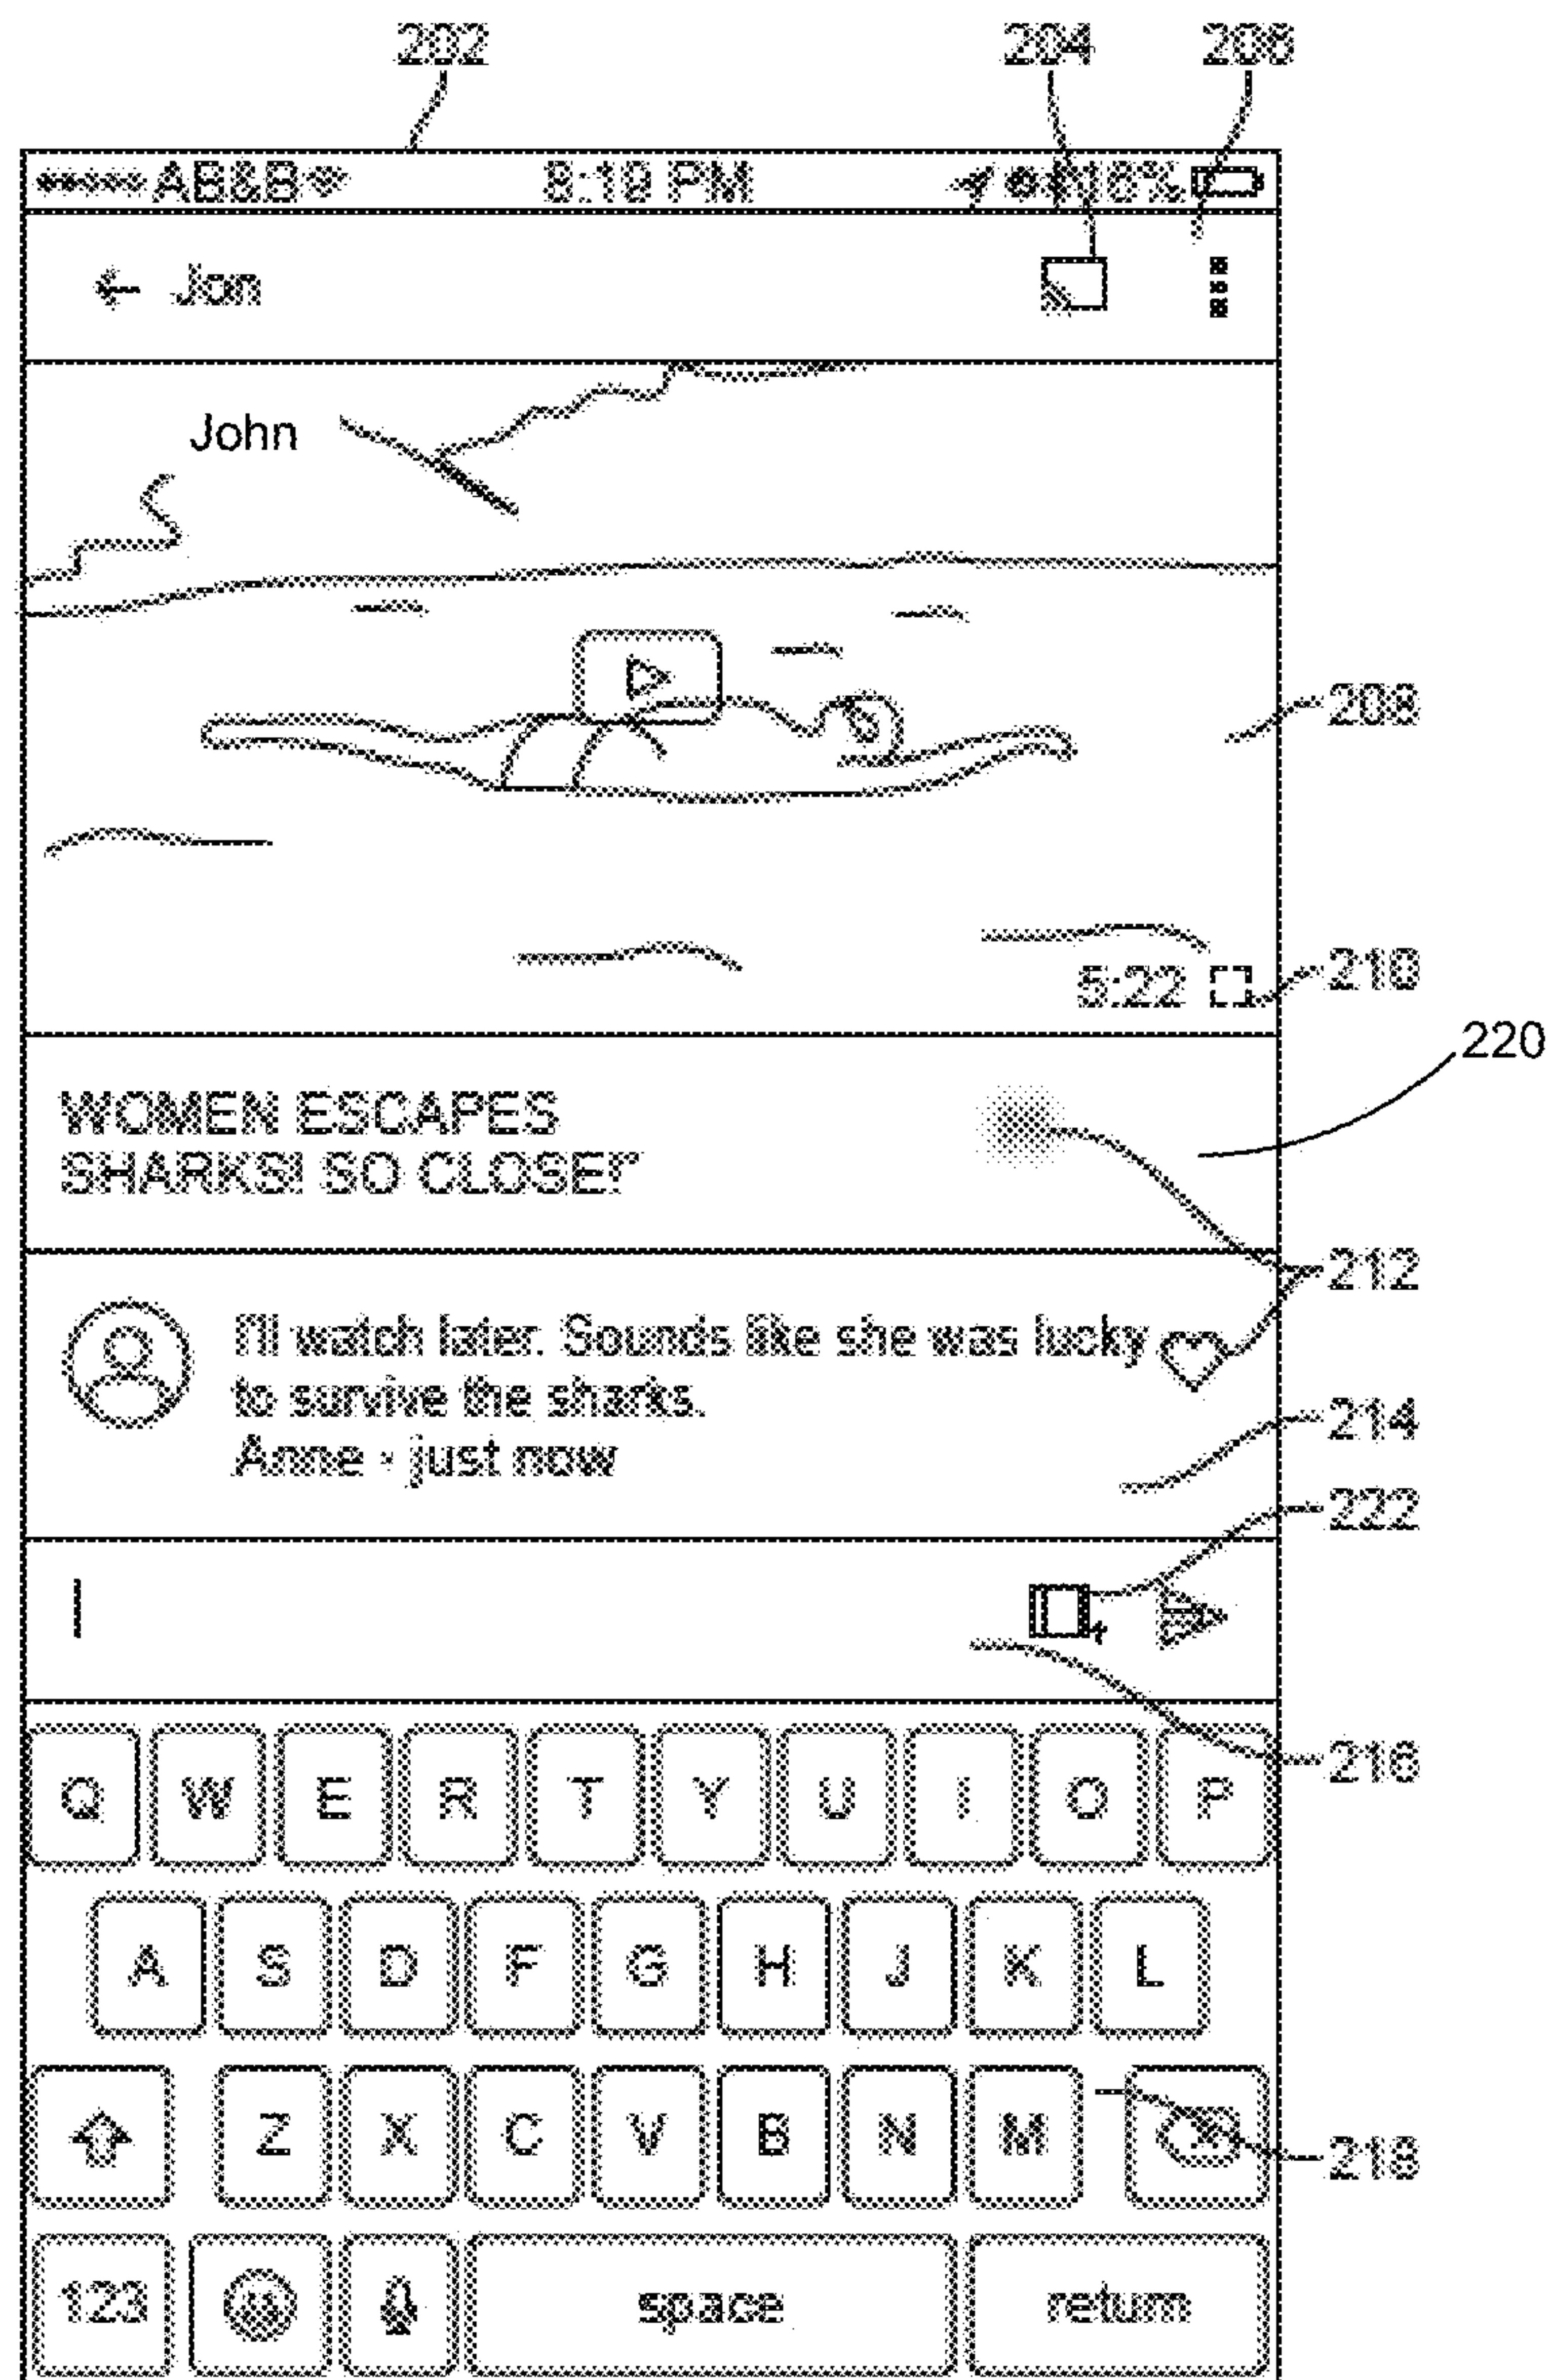 202 204 206
AB&B 8:19 PM 16%
← Jon
John
208
5:22 210
220
WOMEN ESCAPES
SHARKS! SO CLOSE!"
212
I'll watch later. Sounds like she was lucky
to survive the sharks.
Anne · just now
214
222
216
Q W E R T Y U I O P
A S D F G H J K L
Z X C V B N M
218
123 space return